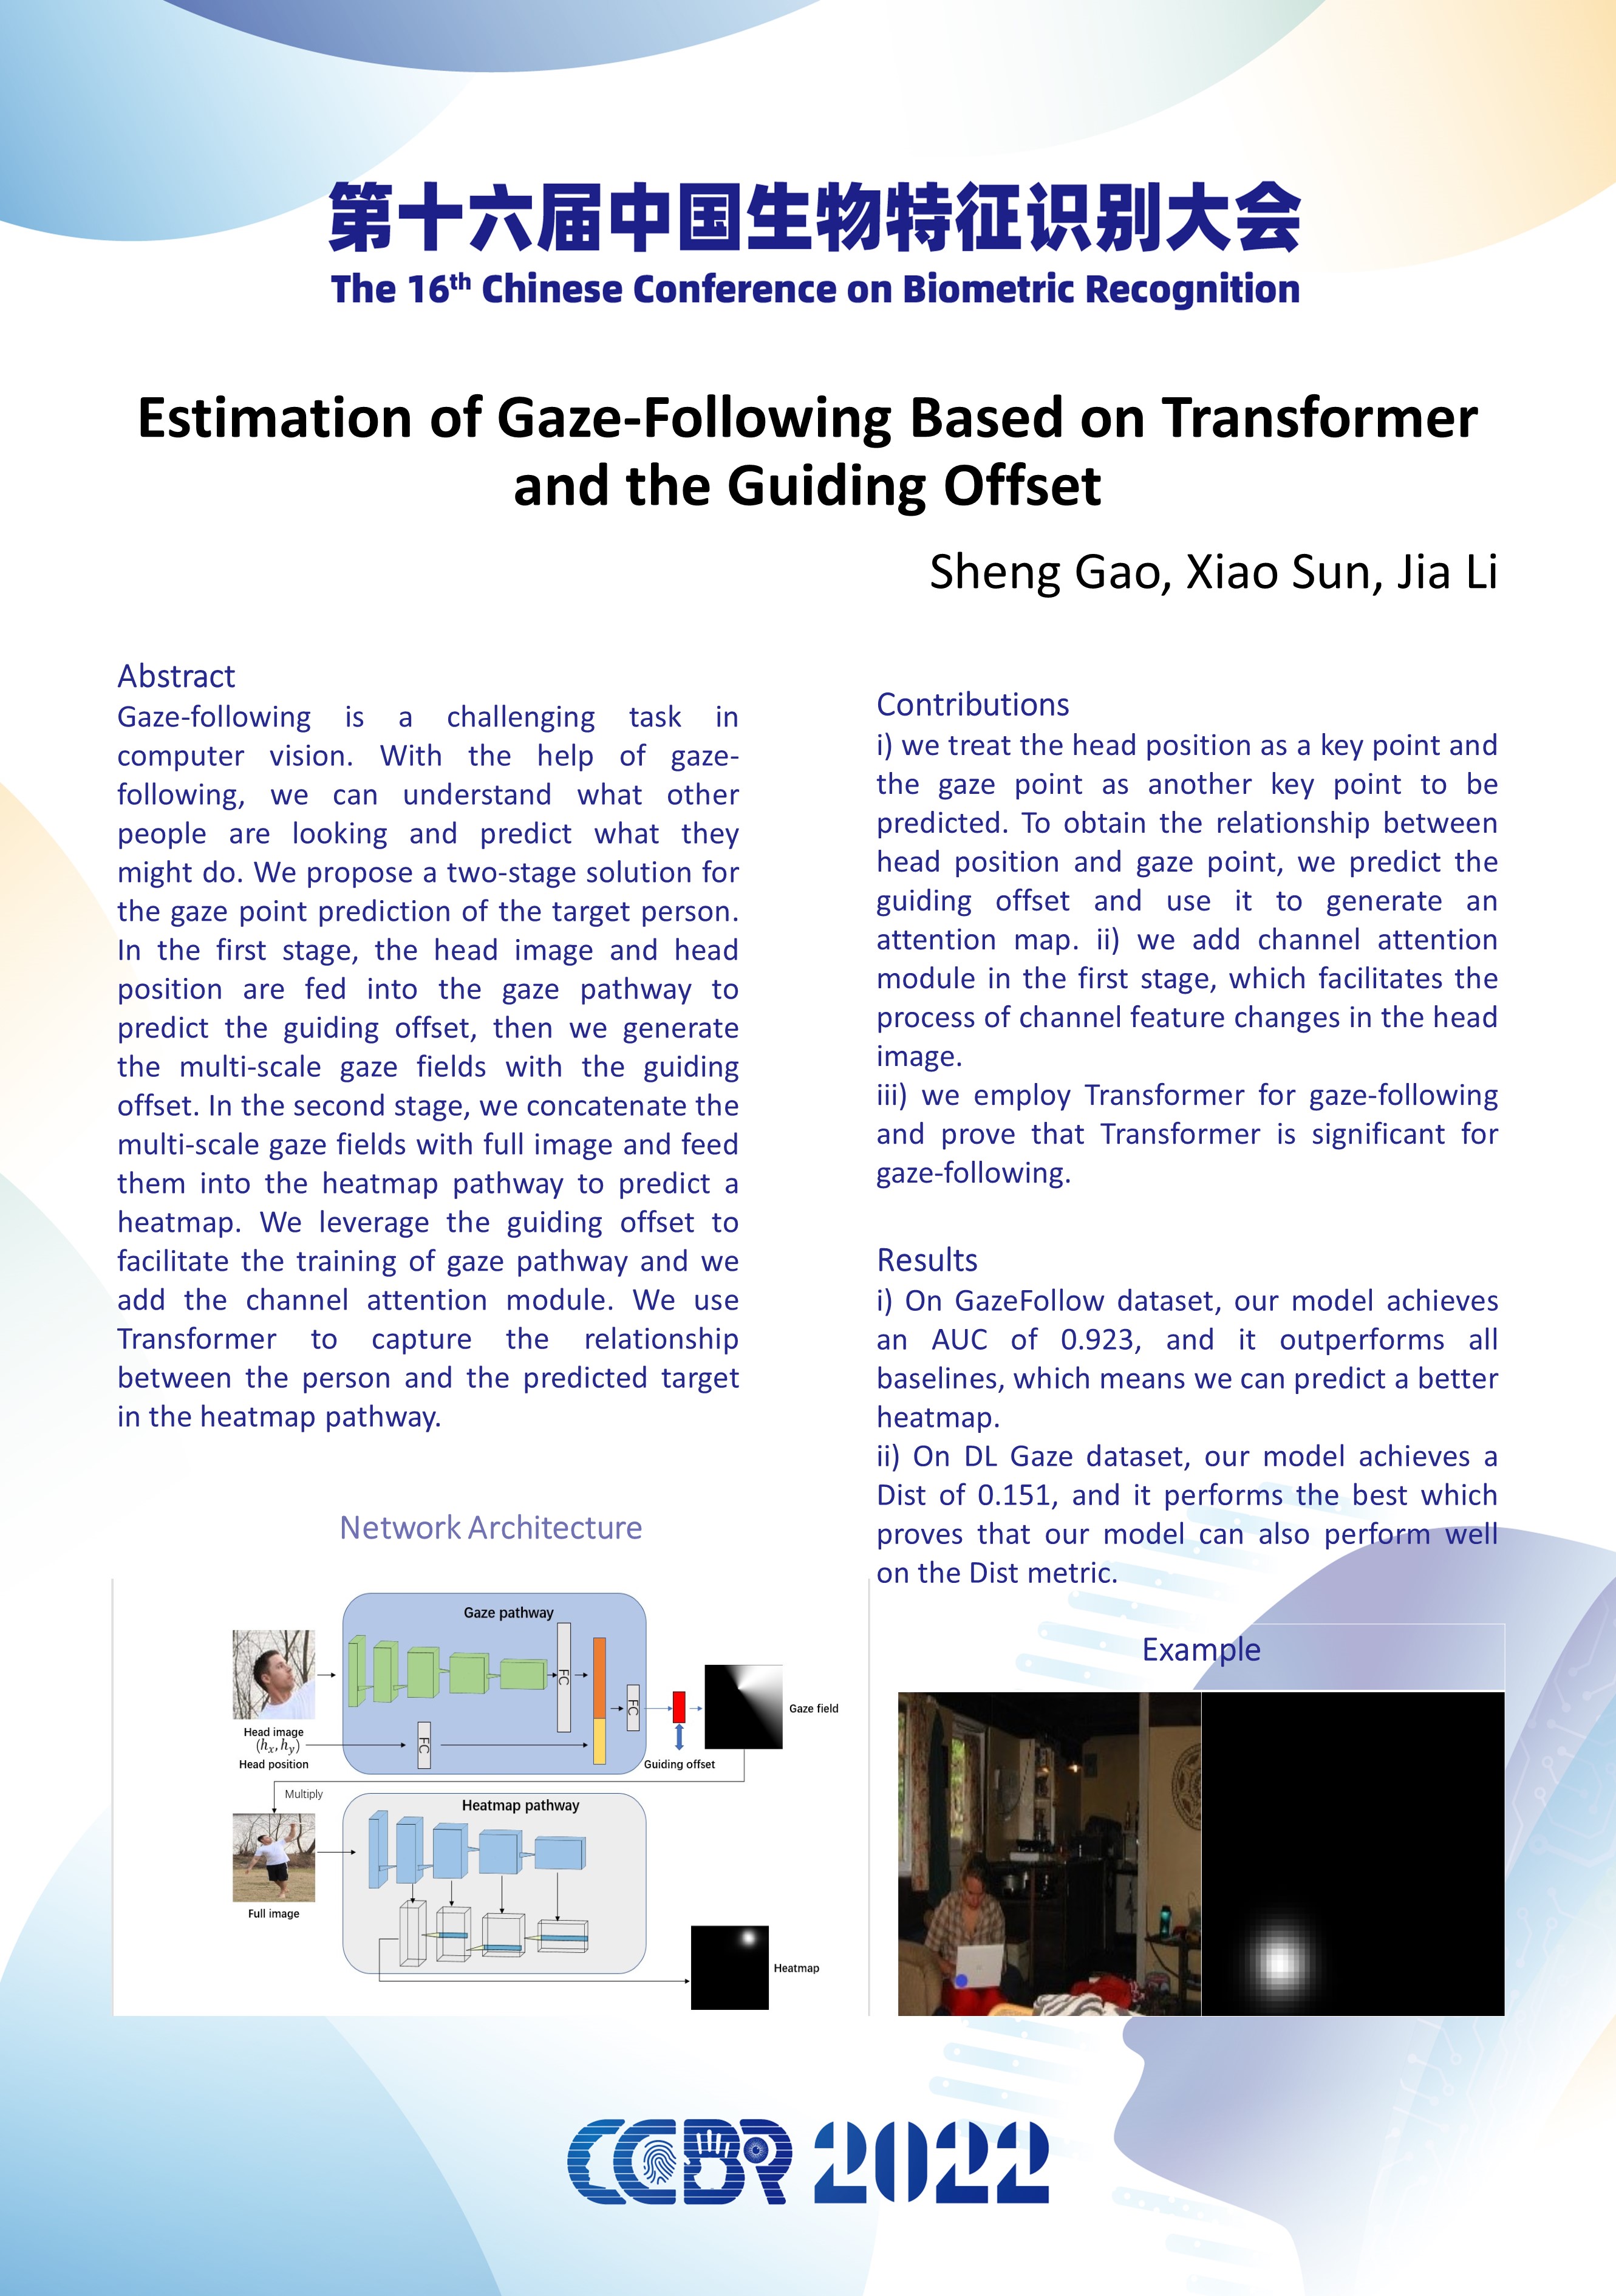 第十六届中国生物特征识别大会
The 16th Chinese Conference on Biometric Recognition
Estimation of Gaze-Following Based on Transformer
and the Guiding Offset
Sheng Gao, Xiao Sun, Jia Li
Abstract
Gaze-following is a challenging task in
computer vision. With the help of gaze-
following, we can understand what other
people are looking and predict what they
might do. We propose a two-stage solution for
the gaze point prediction of the target person.
In the first stage, the head image and head
position are fed into the gaze pathway to
predict the guiding offset, then we generate
the multi-scale gaze fields with the guiding
offset. In the second stage, we concatenate the
multi-scale gaze fields with full image and feed
them into the heatmap pathway to predict a
heatmap. We leverage the guiding offset to
facilitate the training of gaze pathway and we
add the channel attention module. We use
Transformer to capture the relationship
between the person and the predicted target
in the heatmap pathway.
Network Architecture
Gaze pathway
FC
FC
FC
Head image
(hx, hy)
Head position
Guiding offset
Gaze field
Multiply
Heatmap pathway
Full image
Heatmap
Contributions
i) we treat the head position as a key point and
the gaze point as another key point to be
predicted. To obtain the relationship between
head position and gaze point, we predict the
guiding offset and use it to generate an
attention map. ii) we add channel attention
module in the first stage, which facilitates the
process of channel feature changes in the head
image.
iii) we employ Transformer for gaze-following
and prove that Transformer is significant for
gaze-following.
Results
i) On GazeFollow dataset, our model achieves
an AUC of 0.923, and it outperforms all
baselines, which means we can predict a better
heatmap.
ii) On DL Gaze dataset, our model achieves a
Dist of 0.151, and it performs the best which
proves that our model can also perform well
on the Dist metric.
Example
CCBR 2022